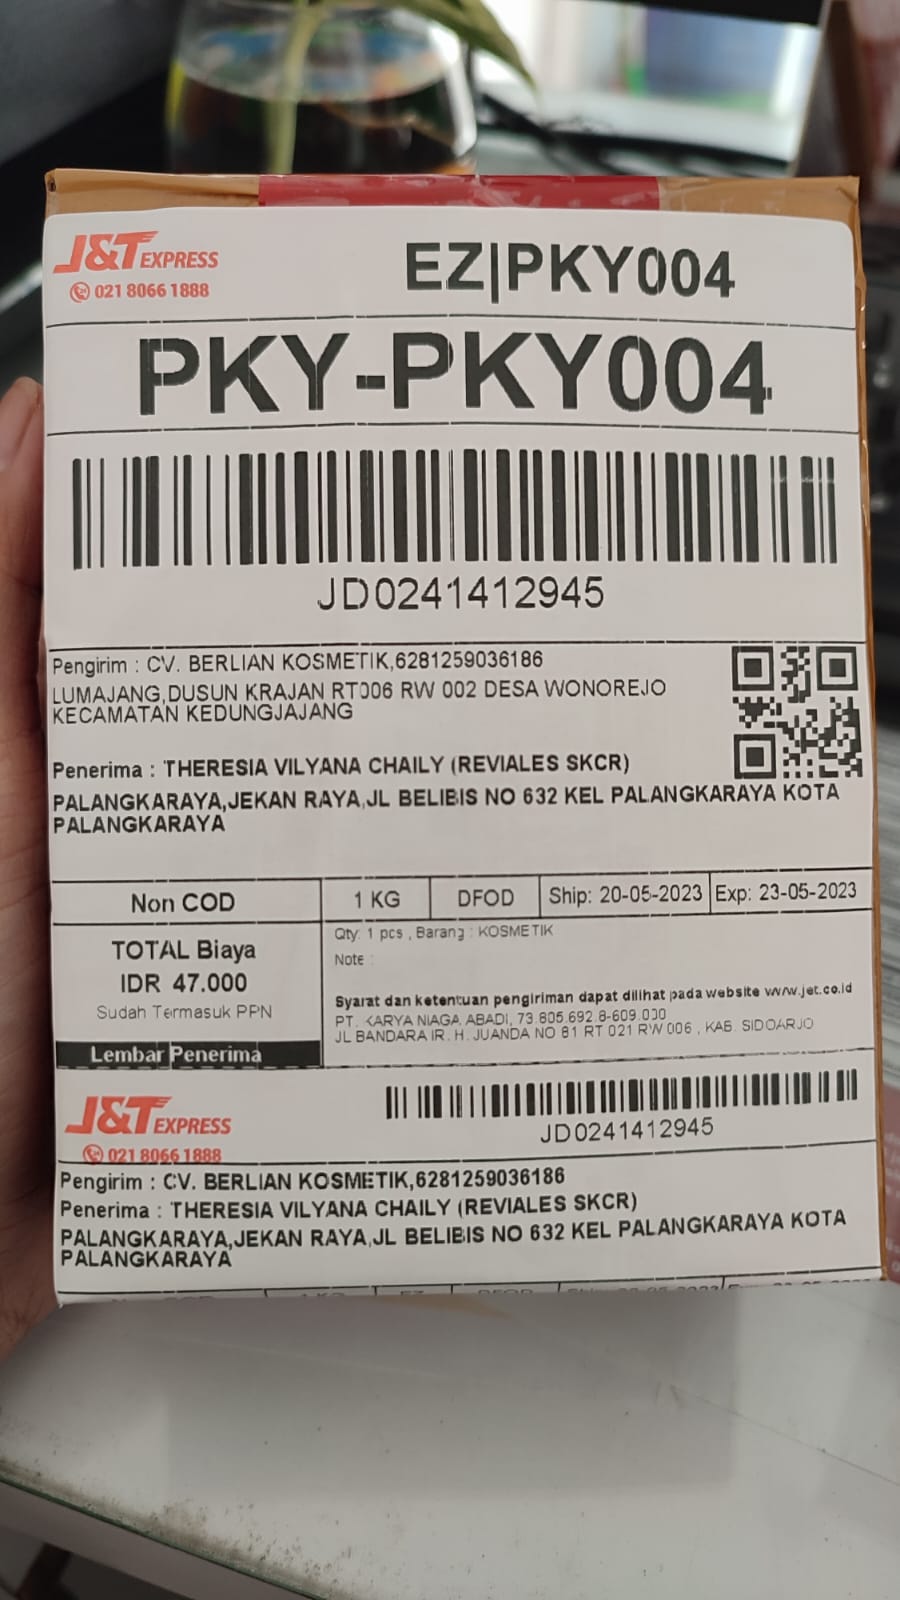 J&T EXPRESS
021 8066 1888
EZ|PKY004
PKY-PKY004
JD0241412945
Pengirim : CV. BERLIAN KOSMETIK,6281259036186
LUMAJANG,DUSUN KRAJAN RT006 RW 002 DESA WONOREJO
KECAMATAN KEDUNGJAJANG
Penerima : THERESIA VILYANA CHAILY (REVIALES SKCR)
PALANGKARAYA,JEKAN RAYA,JL BELIBIS NO 632 KEL PALANGKARAYA KOTA
PALANGKARAYA
Non COD
1 KG
DFOD
Ship: 20-05-2023
Exp: 23-05-2023
TOTAL Biaya
IDR 47.000
Sudah Termasuk PPN
Qty: 1 pcs , Barang : KOSMETIK
Note :
Syarat dan ketentuan pengiriman dapat dilihat pada website www.jet.co.id
PT. KARYA NIAGA ABADI, 73.805.692.8-609.000
JL BANDARA IR. H. JUANDA NO 81 RT 021 RW 006 , KAB. SIDOARJO
Lembar Penerima
J&T EXPRESS
021 8066 1888
JD0241412945
Pengirim : CV. BERLIAN KOSMETIK,6281259036186
Penerima : THERESIA VILYANA CHAILY (REVIALES SKCR)
PALANGKARAYA,JEKAN RAYA,JL BELIBIS NO 632 KEL PALANGKARAYA KOTA
PALANGKARAYA